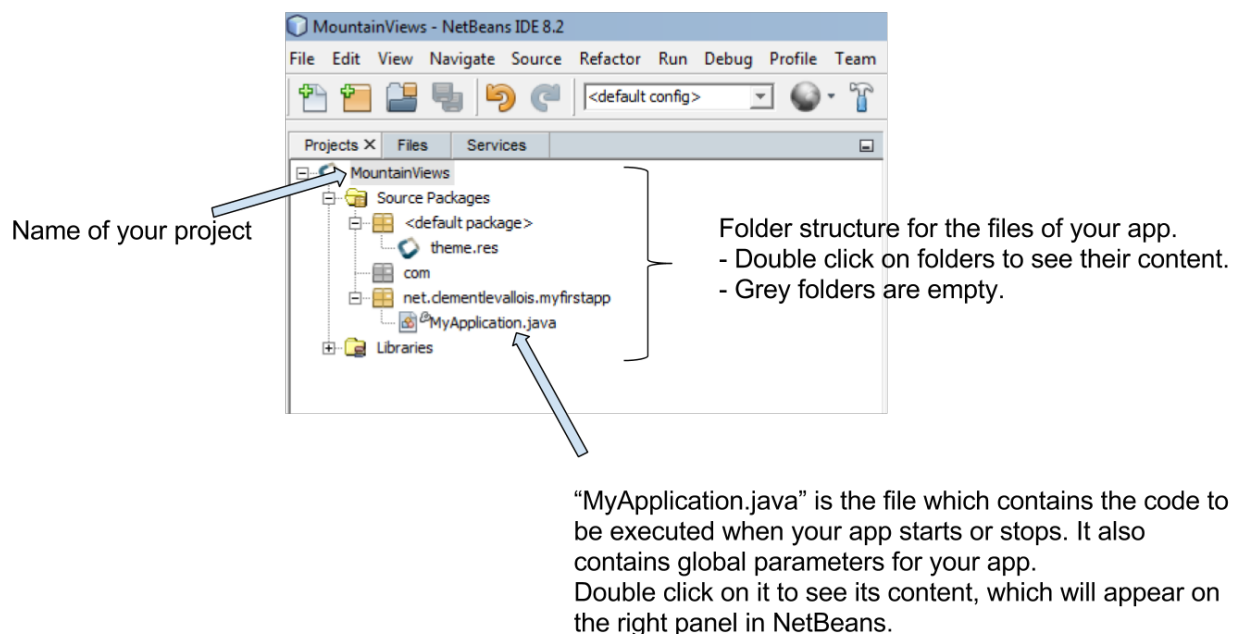 MountainViews - NetBeans IDE 8.2
File Edit View Navigate Source Refactor Run Debug Profile Team
<default config>
Projects X Files Services
MountainViews
Source Packages
<default package>
theme.res
com
net.clementlevallois.myfirstapp
MyApplication.java
Libraries
Name of your project
Folder structure for the files of your app.
- Double click on folders to see their content.
- Grey folders are empty.
“MyApplication.java” is the file which contains the code to
be executed when your app starts or stops. It also
contains global parameters for your app.
Double click on it to see its content, which will appear on
the right panel in NetBeans.